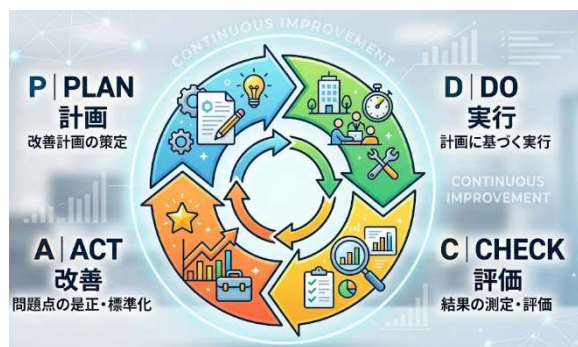 CONTINUOUS IMPROVEMENT
P | PLAN
計画
改善計画の策定
D | DO
実行
計画に基づく実行
CONTINUOUS
IMPROVEMENT
A | ACT
改善
問題点の是正・標準化
C | CHECK
評価
結果の測定・評価